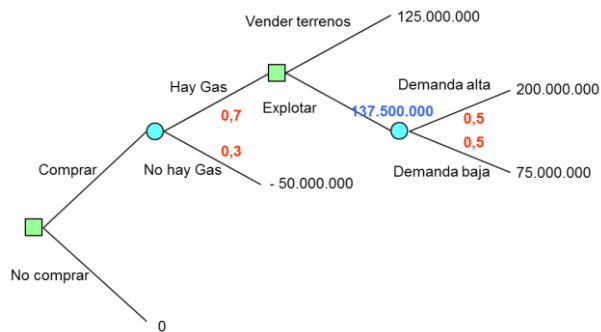 Vender terrenos
125.000.000
Hay Gas
Demanda alta
200.000.000
Explotar
137.500.000
0,7
0,5
0,3
0,5
Comprar
No hay Gas
Demanda baja
75.000.000
- 50.000.000
No comprar
0